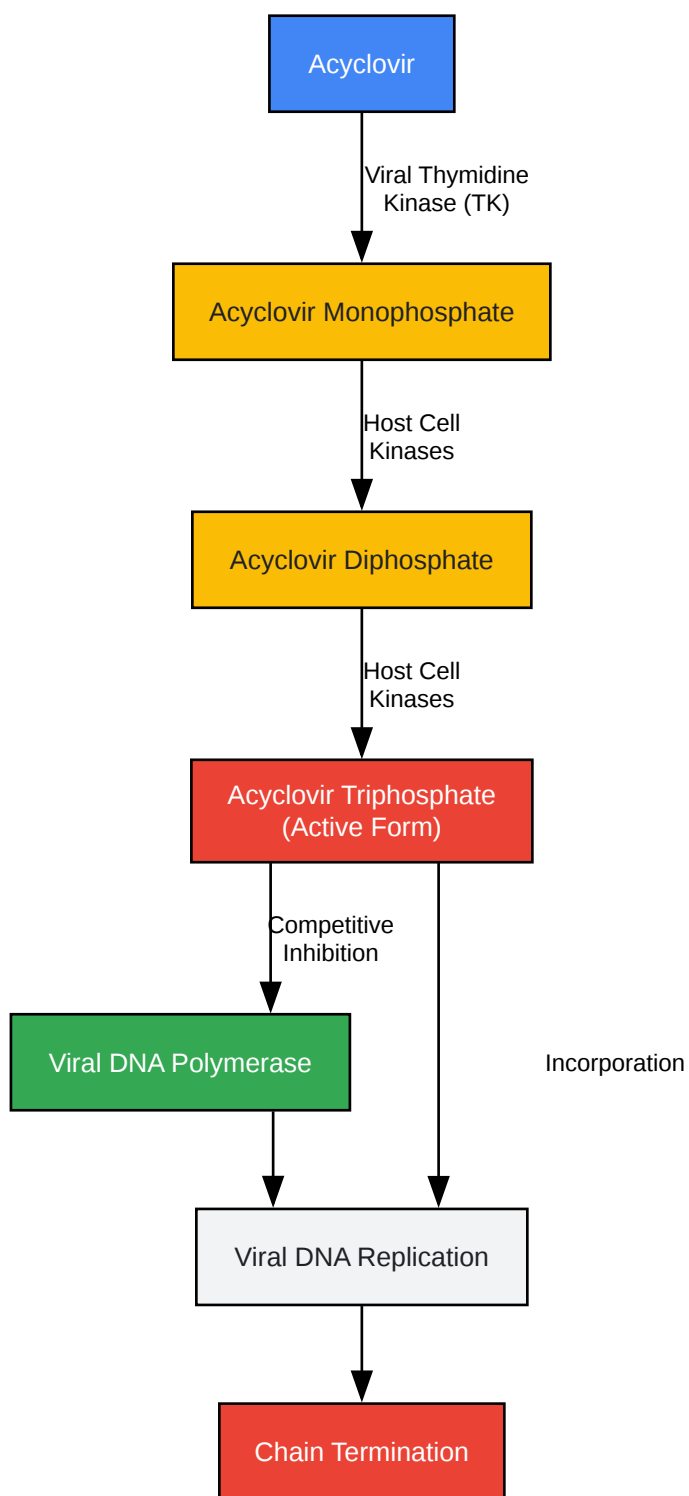 Acyclovir
Viral Thymidine
Kinase (TK)
Acyclovir Monophosphate
Host Cell
Kinases
Acyclovir Diphosphate
Host Cell
Kinases
Acyclovir Triphosphate
(Active Form)
Competitive
Inhibition
Viral DNA Polymerase
Incorporation
Viral DNA Replication
Chain Termination